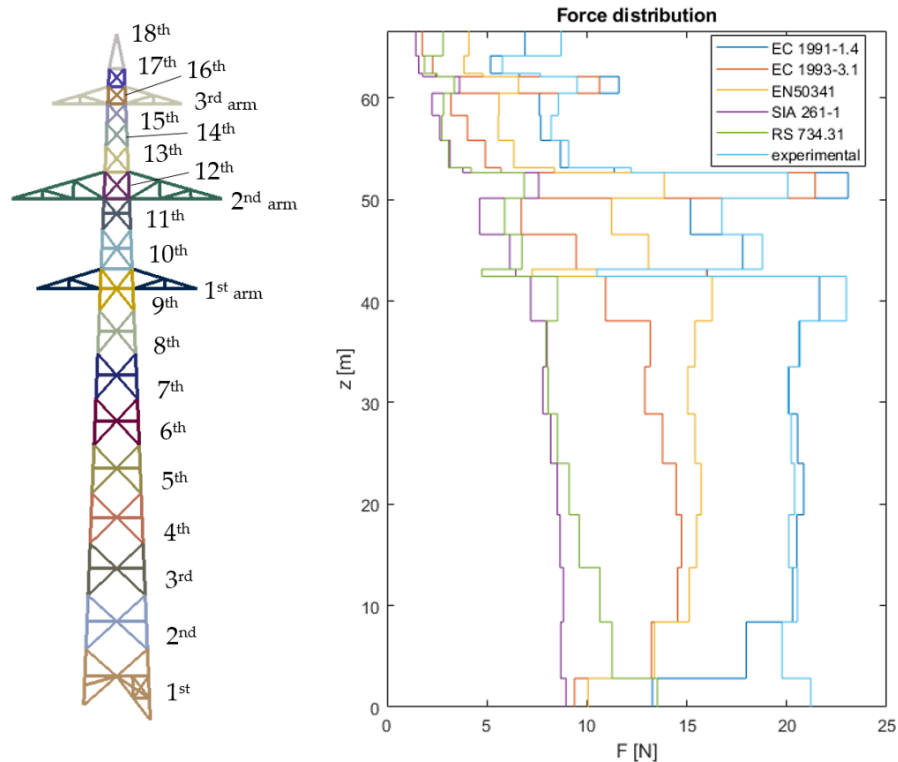 18th
17th
16th
3rd arm
15th
14th
13th
12th
2nd arm
11th
10th
1st arm
9th
8th
7th
6th
5th
4th
3rd
2nd
1st
Force distribution
EC 1991-1.4
EC 1993-3.1
EN50341
SIA 261-1
RS 734.31
experimental
60
50
40
30
20
10
0
z [m]
0 5 10 15 20 25
F [N]